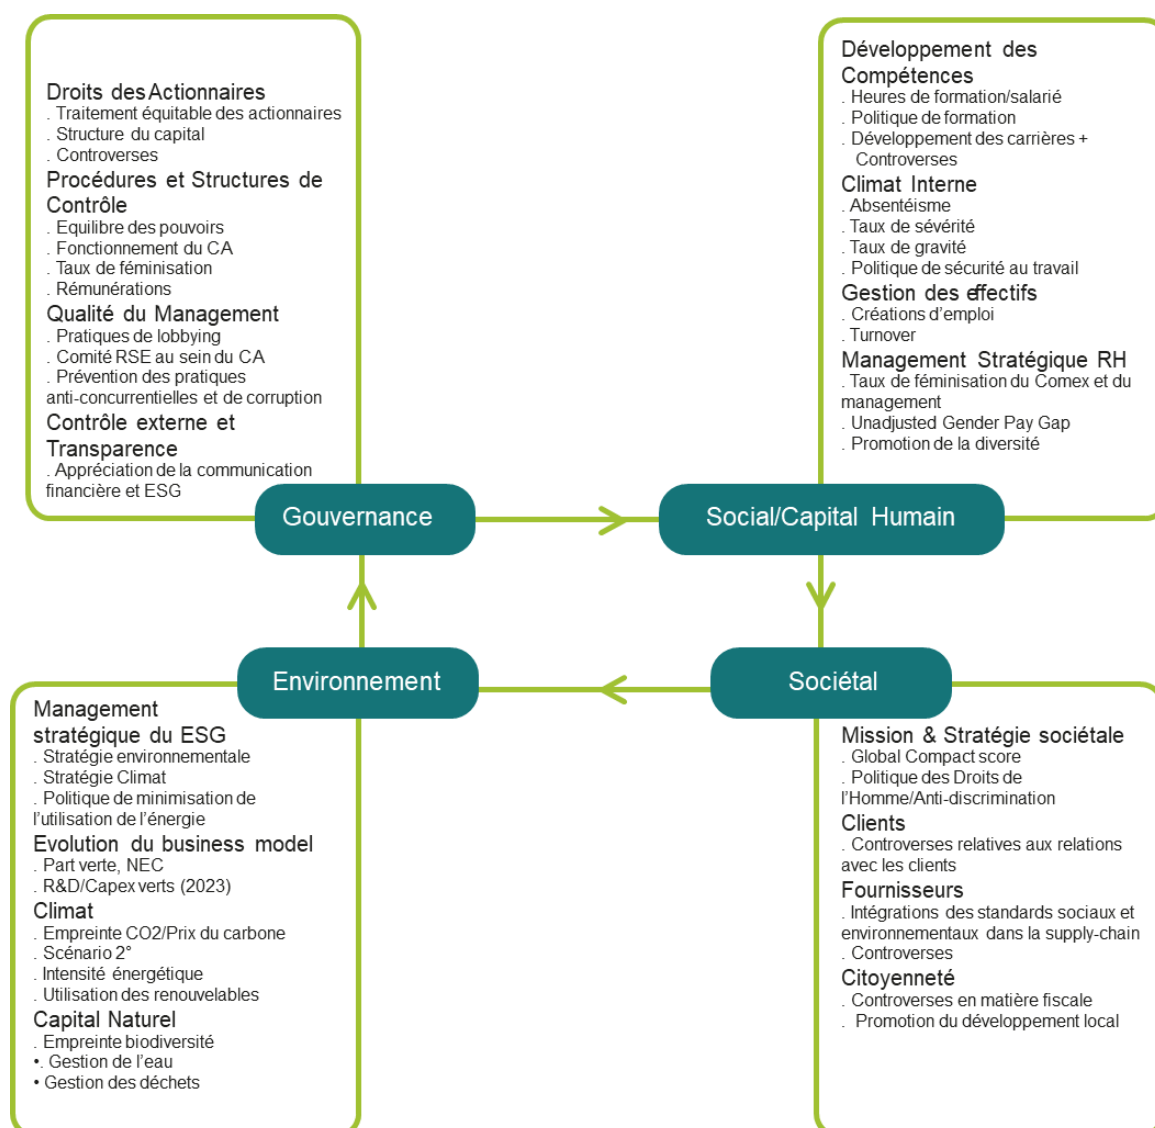 Droits des Actionnaires
. Traitement équitable des actionnaires
. Structure du capital
. Controverses
Procédures et Structures de
Contrôle
. Equilibre des pouvoirs
. Fonctionnement du CA
. Taux de féminisation
. Rémunérations
Qualité du Management
. Pratiques de lobbying
. Comité RSE au sein du CA
. Prévention des pratiques
anti-concurrentielles et de corruption
Contrôle externe et
Transparence
. Appréciation de la communication
financière et ESG
Gouvernance
Développement des
Compétences
. Heures de formation/salarié
. Politique de formation
. Développement des carrières +
Controverses
Climat Interne
. Absentéisme
. Taux de sévérité
. Taux de gravité
. Politique de sécurité au travail
Gestion des effectifs
. Créations d'emploi
. Turnover
Management Stratégique RH
. Taux de féminisation du Comex et du
management
. Unadjusted Gender Pay Gap
. Promotion de la diversité
Social/Capital Humain
Environnement
Management
stratégique du ESG
. Stratégie environnementale
. Stratégie Climat
. Politique de minimisation de
l'utilisation de l'énergie
Evolution du business model
. Part verte, NEC
. R&D/Capex verts (2023)
Climat
. Empreinte CO2/Prix du carbone
. Scénario 2°
. Intensité énergétique
. Utilisation des renouvelables
Capital Naturel
. Empreinte biodiversité
•. Gestion de l'eau
• Gestion des déchets
Sociétal
Mission & Stratégie sociétale
. Global Compact score
. Politique des Droits de
l'Homme/Anti-discrimination
Clients
. Controverses relatives aux relations
avec les clients
Fournisseurs
. Intégrations des standards sociaux et
environnementaux dans la supply-chain
. Controverses
Citoyenneté
. Controverses en matière fiscale
. Promotion du développement local